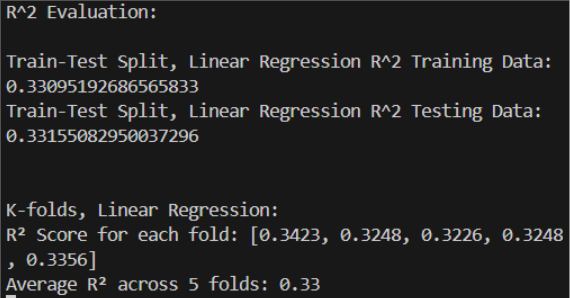 R^2 Evaluation:
Train-Test Split, Linear Regression R^2 Training Data:
0.33095192686565833
Train-Test Split, Linear Regression R^2 Testing Data:
0.33155082950037296
K-folds, Linear Regression:
R² Score for each fold: [0.3423, 0.3248, 0.3226, 0.3248
, 0.3356]
Average R² across 5 folds: 0.33